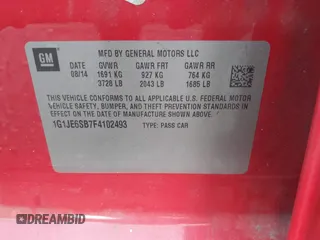 GM
MFD BY GENERAL MOTORS LLC
DATE GVWR GAWR FRT GAWR RR
08/14 1691 KG 927 KG 764 KG
3728 LB 2043 LB 1685 LB
THIS VEHICLE CONFORMS TO ALL APPLICABLE U.S. FEDERAL MOTOR
VEHICLE SAFETY, BUMPER, AND THEFT PREVENTION STANDARDS IN
EFFECT ON THE DATE OF MANUFACTURE SHOWN ABOVE.
1G1JE6SB7F4102493 TYPE: PASS CAR
DREAMBID